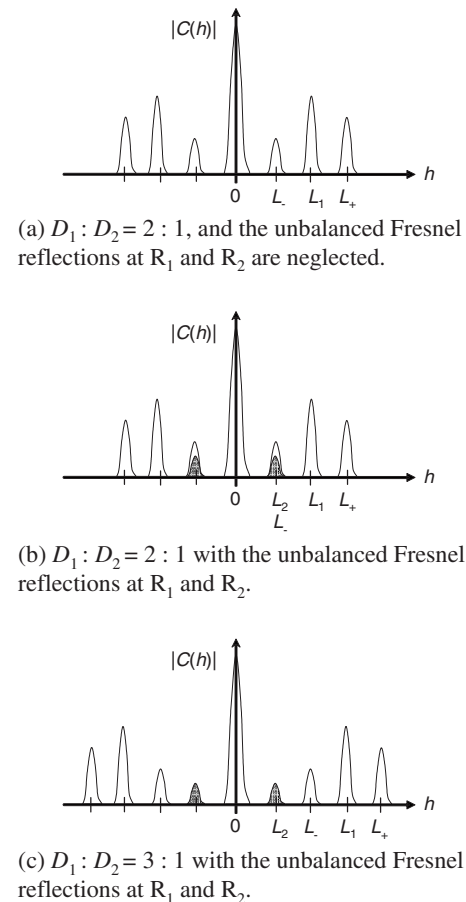 |C(h)|
h
0 L- L₁ L₊
(a) D₁ : D₂ = 2 : 1, and the unbalanced Fresnel
reflections at R₁ and R₂ are neglected.
|C(h)|
h
0 L₂ L₁ L₊
L-
(b) D₁ : D₂ = 2 : 1 with the unbalanced Fresnel
reflections at R₁ and R₂.
|C(h)|
h
0 L₂ L- L₁ L₊
(c) D₁ : D₂ = 3 : 1 with the unbalanced Fresnel
reflections at R₁ and R₂.